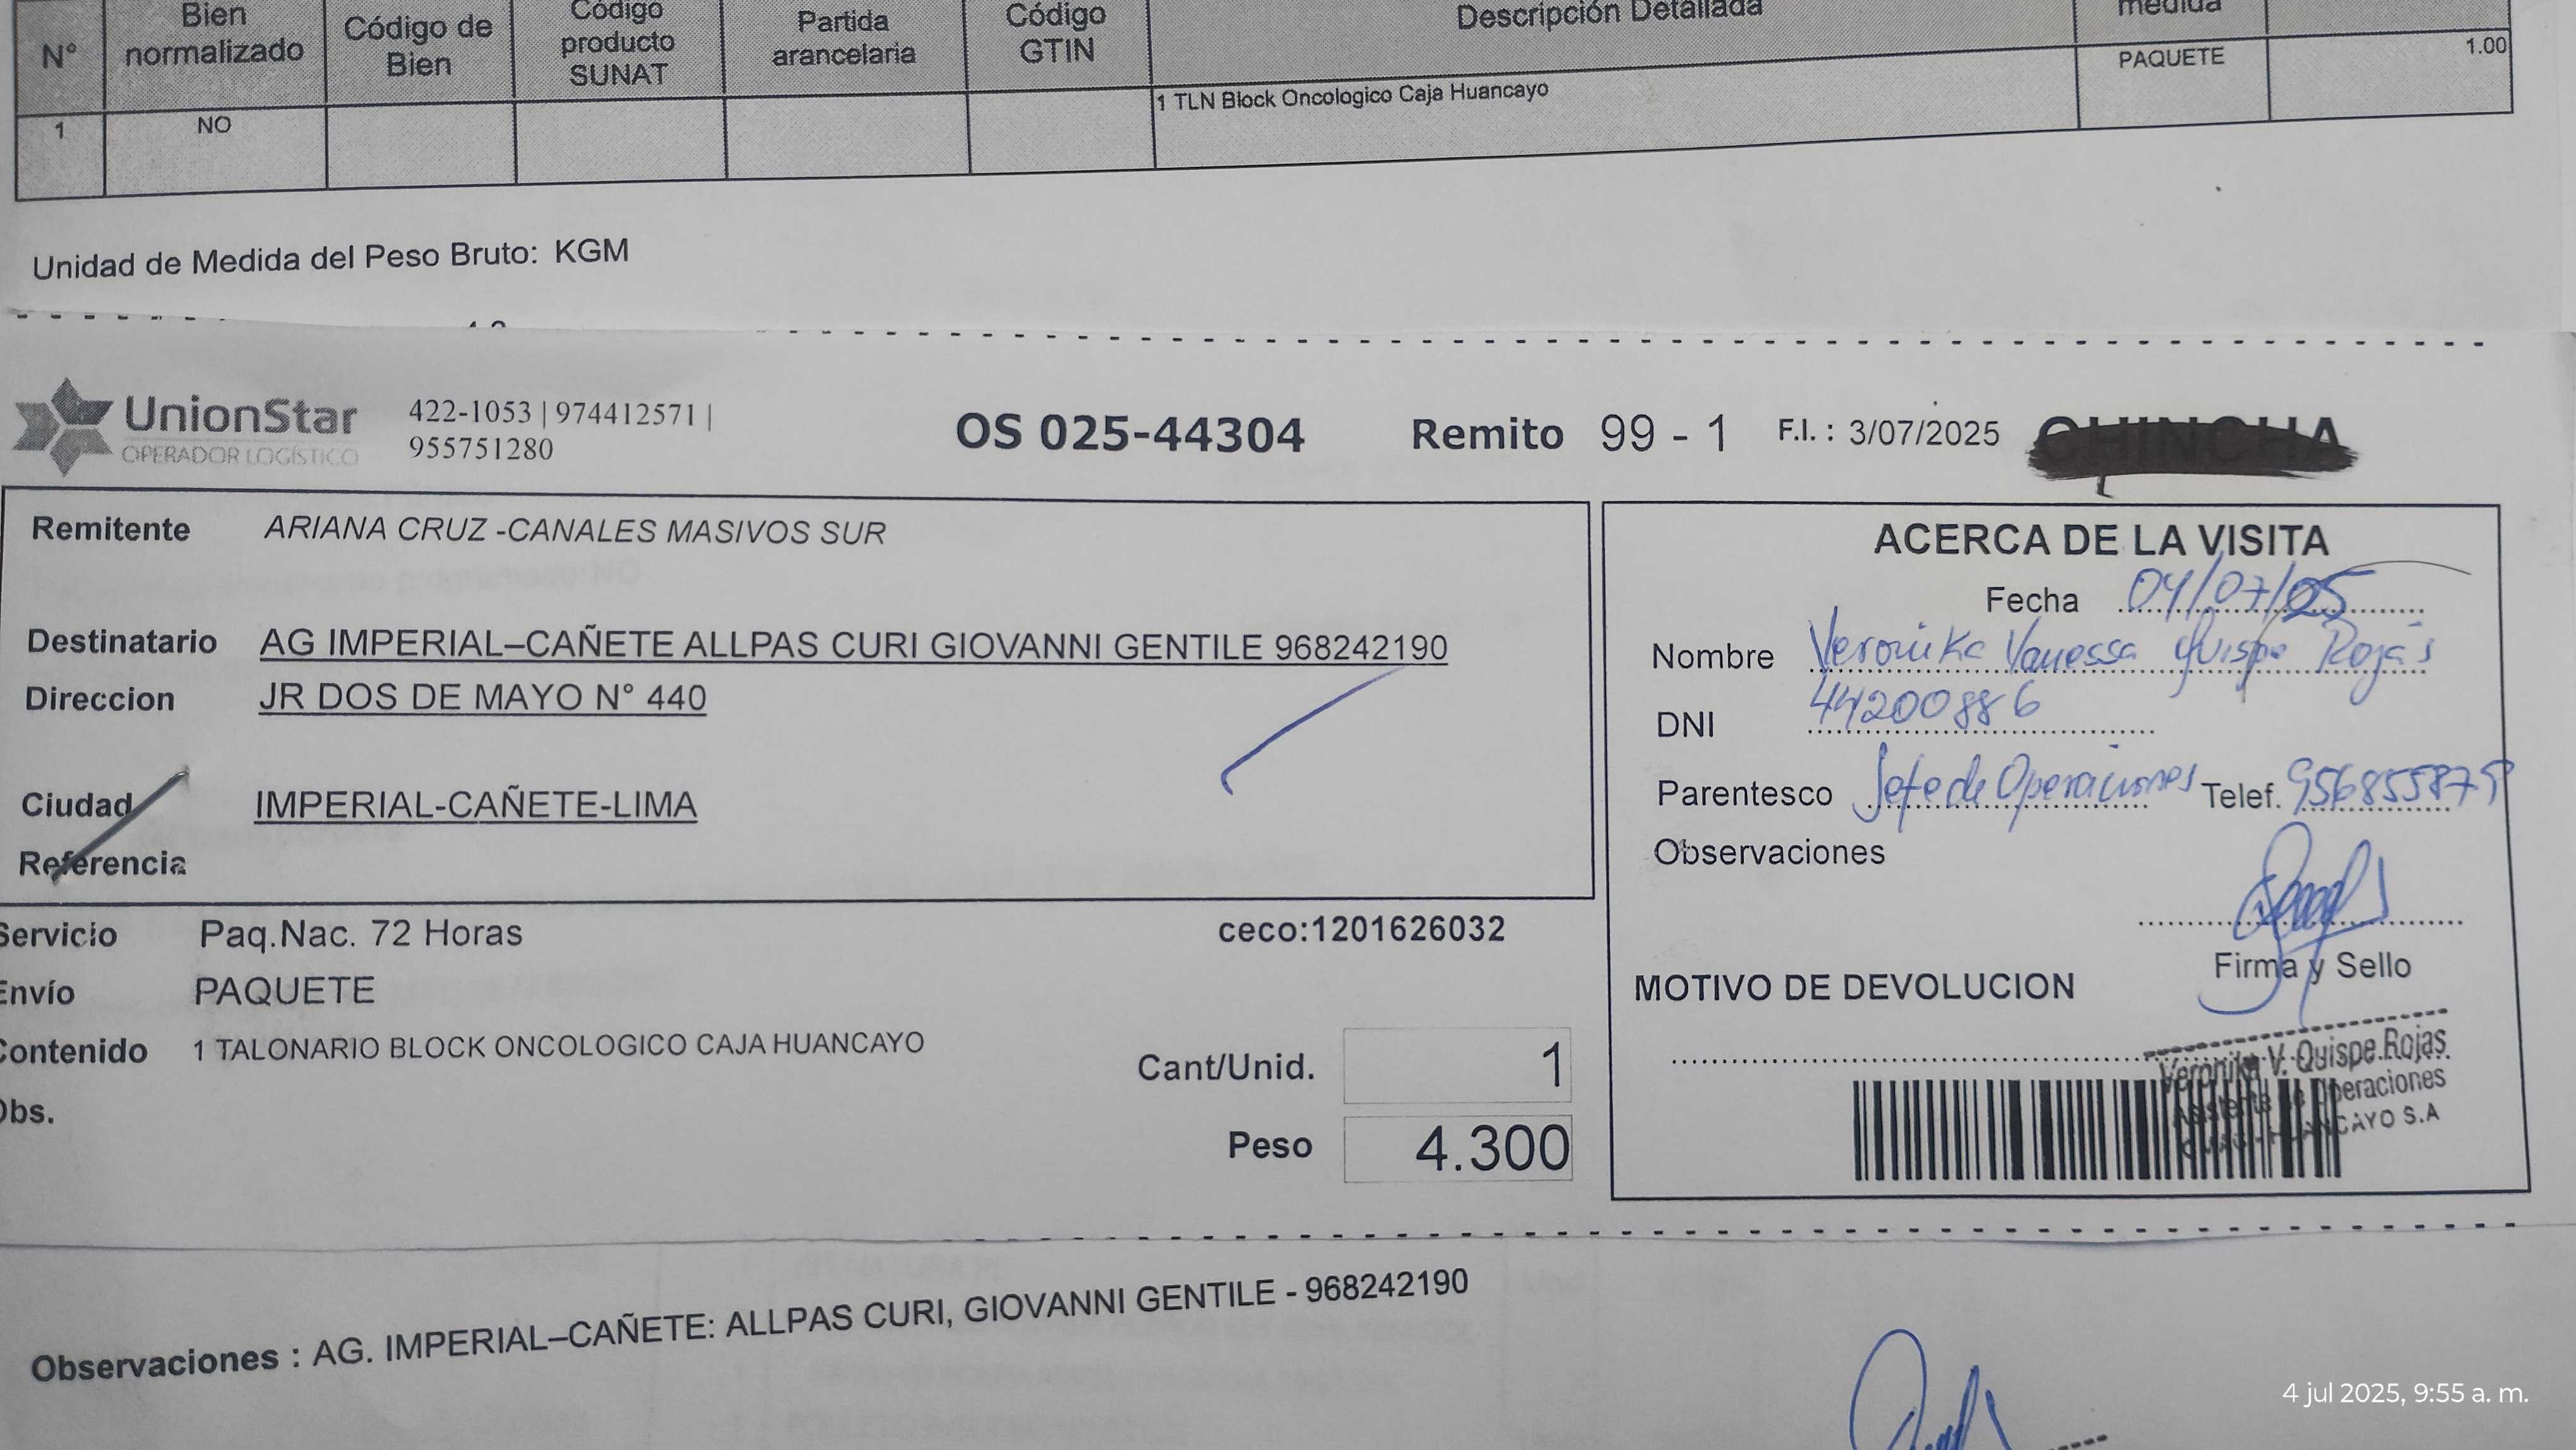 N°
Bien normalizado
Código de Bien
Código producto SUNAT
Partida arancelaria
Código GTIN
Descripción Detallada
medida
1
NO
1 TLN Block Oncologico Caja Huancayo
PAQUETE
1.00
Unidad de Medida del Peso Bruto: KGM
UnionStar
OPERADOR LOGÍSTICO
422-1053 | 974412571 |
955751280
OS 025-44304 Remito 99 - 1 F.I. : 3/07/2025 CHINCHA
Remitente ARIANA CRUZ -CANALES MASIVOS SUR
Destinatario AG IMPERIAL–CAÑETE ALLPAS CURI GIOVANNI GENTILE 968242190
Direccion JR DOS DE MAYO N° 440
Ciudad IMPERIAL-CAÑETE-LIMA
Referencia
Servicio Paq.Nac. 72 Horas ceco:1201626032
Envío PAQUETE
Contenido 1 TALONARIO BLOCK ONCOLOGICO CAJA HUANCAYO
Cant/Unid. 1
Obs.
Peso 4.300
ACERCA DE LA VISITA
Fecha 04/07/25
Nombre Veronika Vanessa Quispe Rojas
DNI 44200886
Parentesco Jefe de Operaciones Telef. 956855875
Observaciones
Firma y Sello
MOTIVO DE DEVOLUCION
Veronika V. Quispe Rojas
Asistente de Operaciones
HUANCAYO S.A
Observaciones : AG. IMPERIAL–CAÑETE: ALLPAS CURI, GIOVANNI GENTILE - 968242190
4 jul 2025, 9:55 a. m.